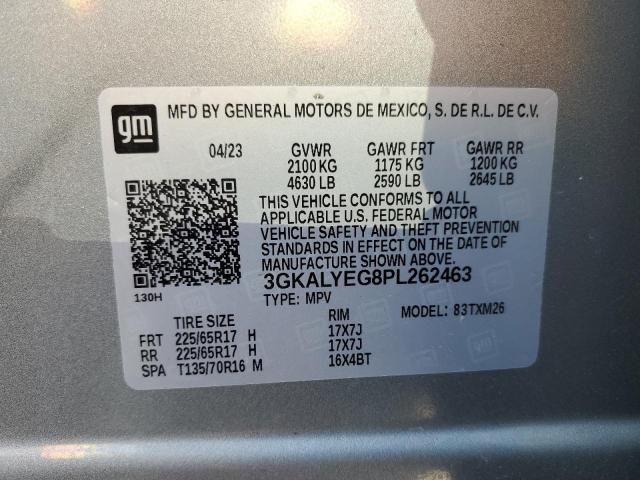 gm
MFD BY GENERAL MOTORS DE MEXICO, S. DE R.L. DE C.V.
04/23 GVWR GAWR FRT GAWR RR
2100 KG 1175 KG 1200 KG
4630 LB 2590 LB 2645 LB
THIS VEHICLE CONFORMS TO ALL
APPLICABLE U.S. FEDERAL MOTOR
VEHICLE SAFETY AND THEFT PREVENTION
STANDARDS IN EFFECT ON THE DATE OF
MANUFACTURE SHOWN ABOVE.
130H
3GKALYEG8PL262463
TYPE: MPV MODEL: 83TXM26
TIRE SIZE RIM
FRT 225/65R17 H 17X7J
RR 225/65R17 H 17X7J
SPA T135/70R16 M 16X4BT